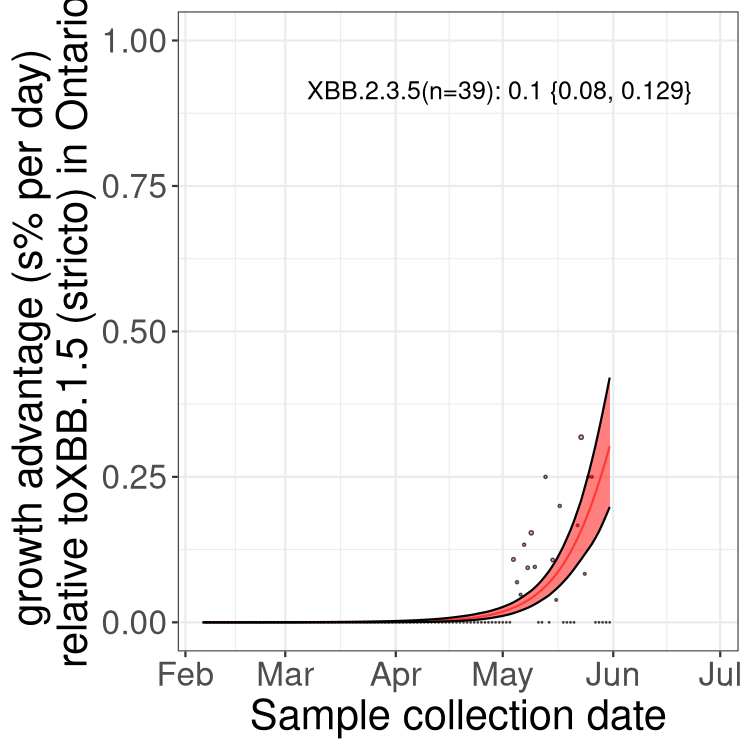 growth advantage (s% per day)
relative toXBB.1.5 (stricto) in Ontario
1.00
0.75
0.50
0.25
0.00
XBB.2.3.5(n=39): 0.1 {0.08, 0.129}
Feb Mar Apr May Jun Jul
Sample collection date